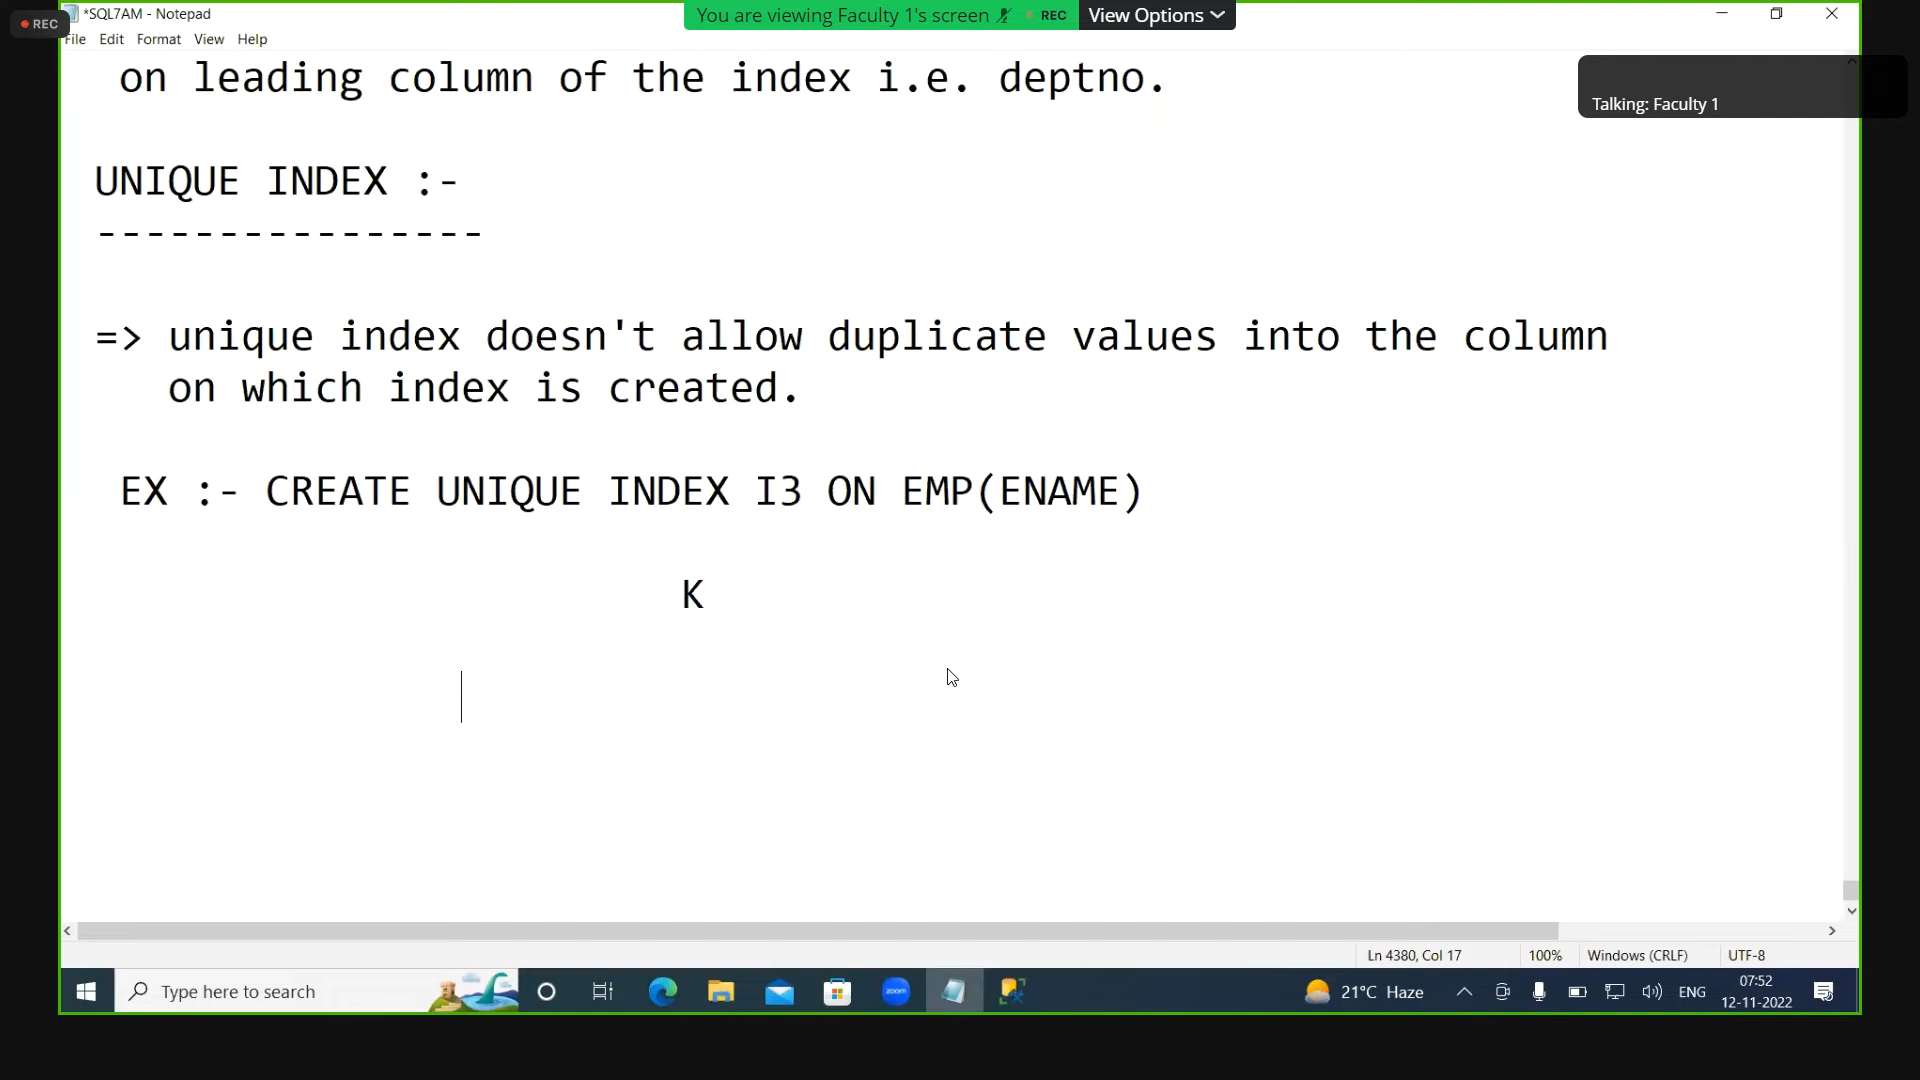 REC
*SQL7AM - Notepad
You are viewing Faculty 1's screen
REC
View Options
File Edit Format View Help
on leading column of the index i.e. deptno.
Talking: Faculty 1
UNIQUE INDEX :-
----------------
=> unique index doesn't allow duplicate values into the column
on which index is created.
EX :- CREATE UNIQUE INDEX I3 ON EMP(ENAME)
K
Ln 4380, Col 17
100%
Windows (CRLF)
UTF-8
Type here to search
zoom
21°C Haze
ENG
07:52
12-11-2022